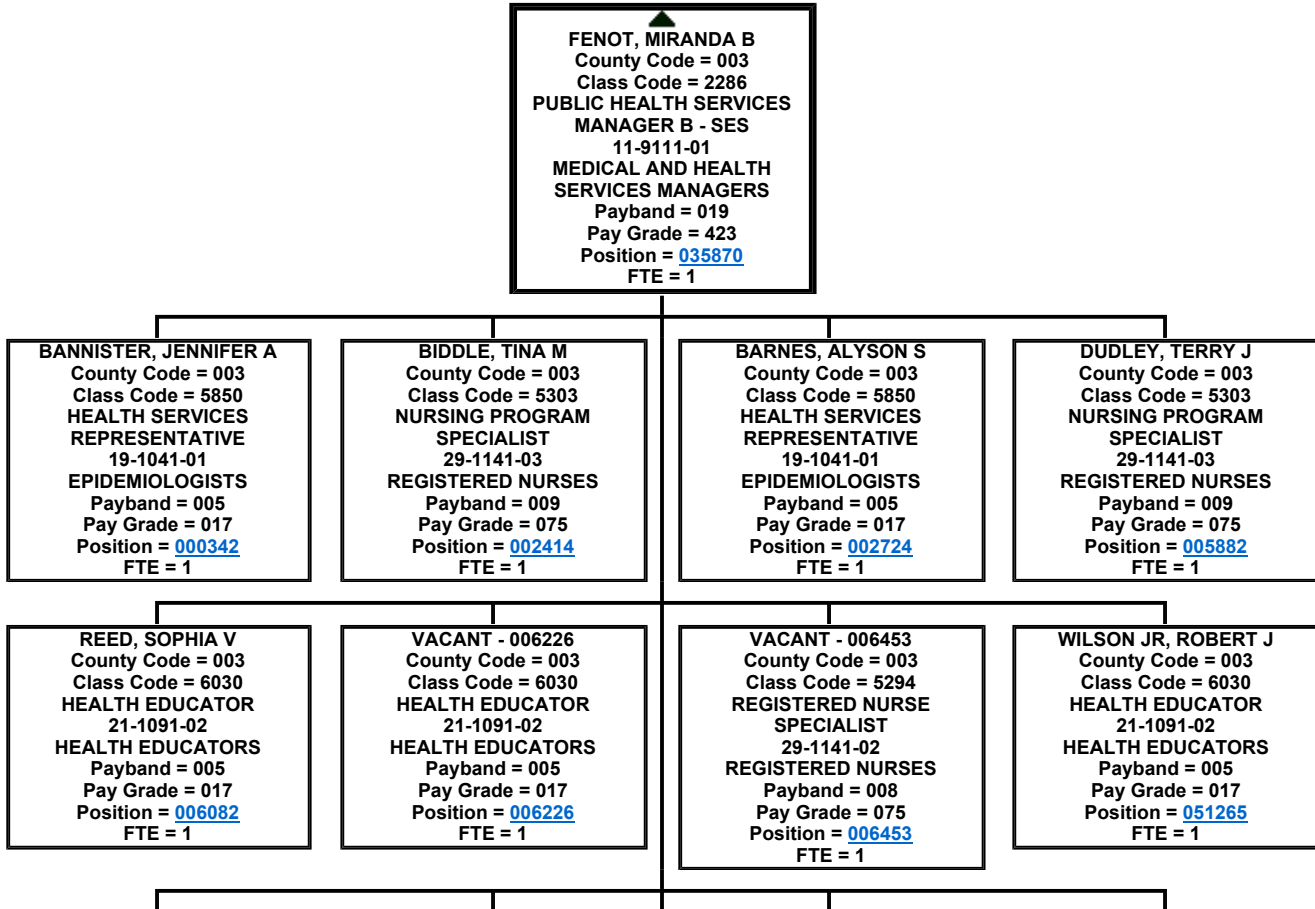 FENOT, MIRANDA B
County Code = 003
Class Code = 2286
PUBLIC HEALTH SERVICES
MANAGER B - SES
11-9111-01
MEDICAL AND HEALTH
SERVICES MANAGERS
Payband = 019
Pay Grade = 423
Position = 035870
FTE = 1
BANNISTER, JENNIFER A
County Code = 003
Class Code = 5850
HEALTH SERVICES
REPRESENTATIVE
19-1041-01
EPIDEMIOLOGISTS
Payband = 005
Pay Grade = 017
Position = 000342
FTE = 1
BIDDLE, TINA M
County Code = 003
Class Code = 5303
NURSING PROGRAM
SPECIALIST
29-1141-03
REGISTERED NURSES
Payband = 009
Pay Grade = 075
Position = 002414
FTE = 1
BARNES, ALYSON S
County Code = 003
Class Code = 5850
HEALTH SERVICES
REPRESENTATIVE
19-1041-01
EPIDEMIOLOGISTS
Payband = 005
Pay Grade = 017
Position = 002724
FTE = 1
DUDLEY, TERRY J
County Code = 003
Class Code = 5303
NURSING PROGRAM
SPECIALIST
29-1141-03
REGISTERED NURSES
Payband = 009
Pay Grade = 075
Position = 005882
FTE = 1
REED, SOPHIA V
County Code = 003
Class Code = 6030
HEALTH EDUCATOR
21-1091-02
HEALTH EDUCATORS
Payband = 005
Pay Grade = 017
Position = 006082
FTE = 1
VACANT - 006226
County Code = 003
Class Code = 6030
HEALTH EDUCATOR
21-1091-02
HEALTH EDUCATORS
Payband = 005
Pay Grade = 017
Position = 006226
FTE = 1
VACANT - 006453
County Code = 003
Class Code = 5294
REGISTERED NURSE
SPECIALIST
29-1141-02
REGISTERED NURSES
Payband = 008
Pay Grade = 075
Position = 006453
FTE = 1
WILSON JR, ROBERT J
County Code = 003
Class Code = 6030
HEALTH EDUCATOR
21-1091-02
HEALTH EDUCATORS
Payband = 005
Pay Grade = 017
Position = 051265
FTE = 1